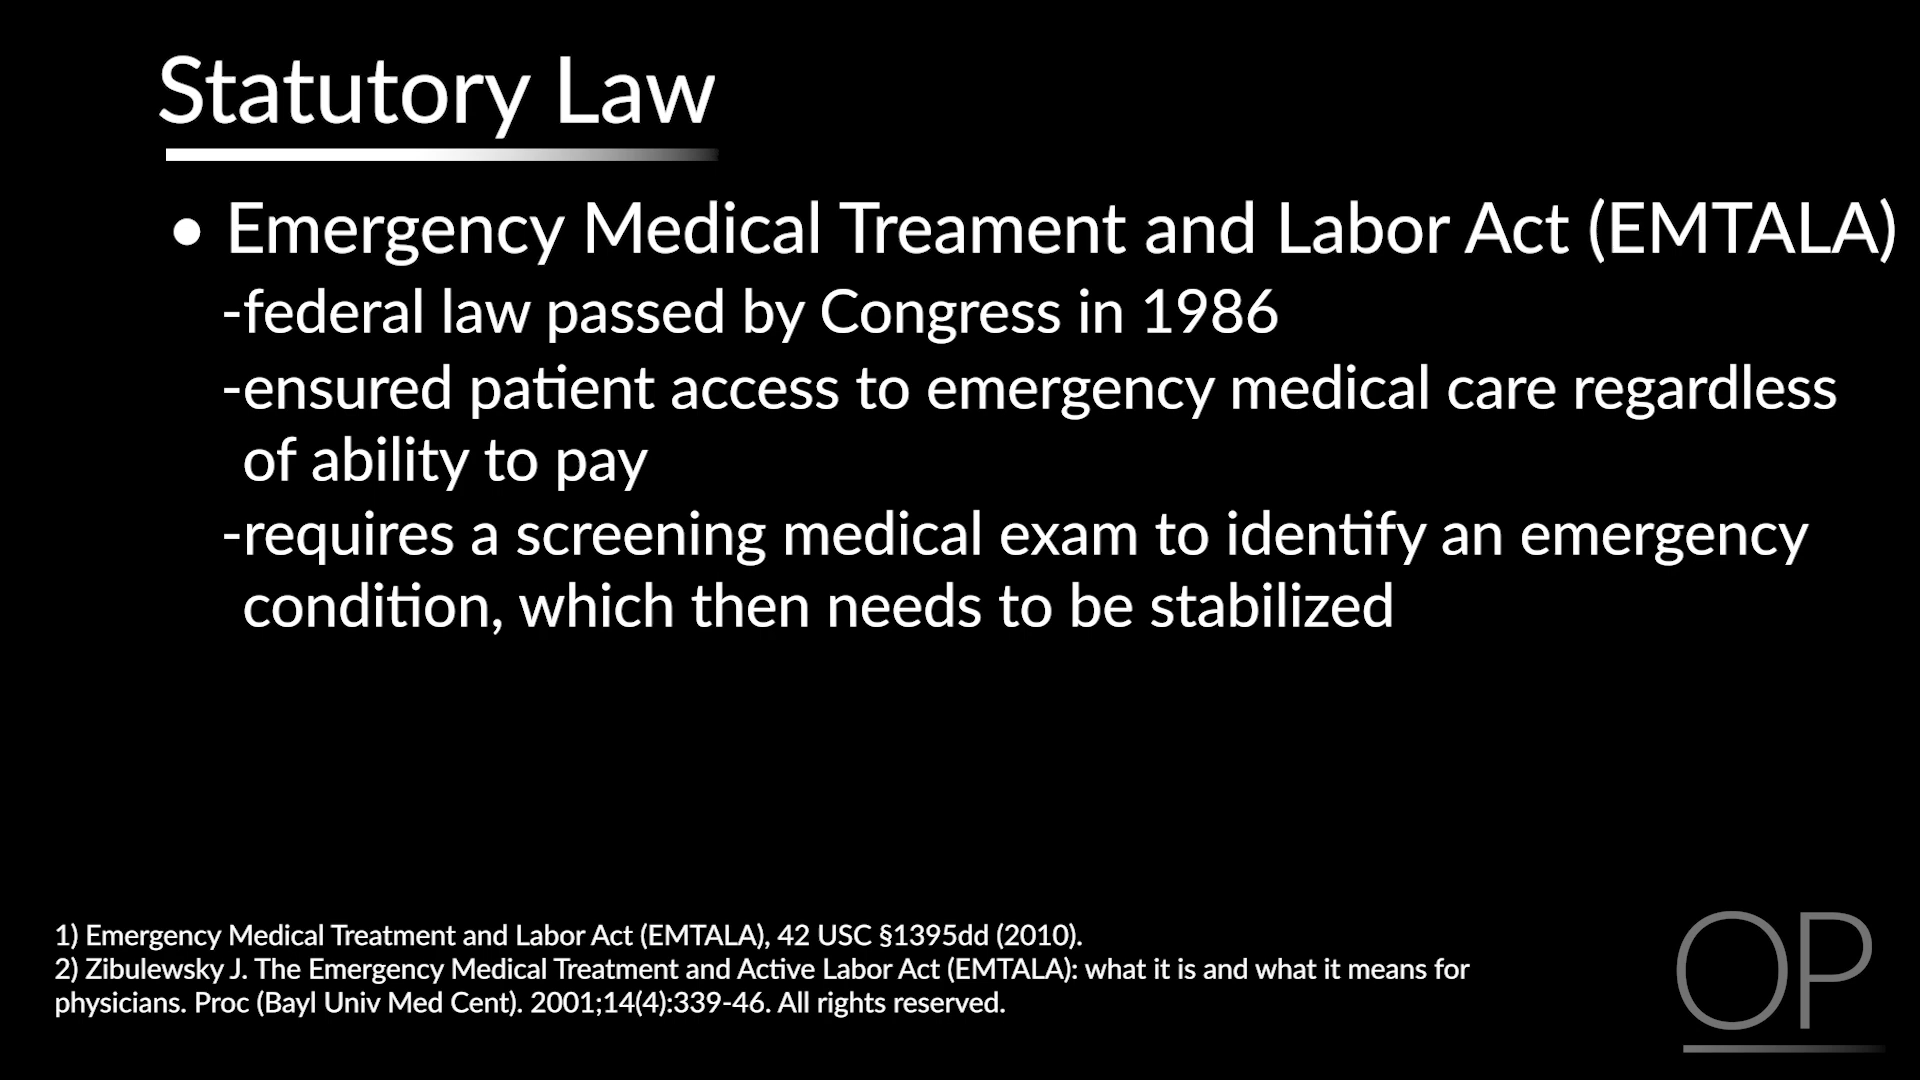 Statutory Law
• Emergency Medical Treament and Labor Act (EMTALA)
-federal law passed by Congress in 1986
-ensured patient access to emergency medical care regardless
of ability to pay
-requires a screening medical exam to identify an emergency
condition, which then needs to be stabilized
1) Emergency Medical Treatment and Labor Act (EMTALA), 42 USC §1395dd (2010).
2) Zibulewsky J. The Emergency Medical Treatment and Active Labor Act (EMTALA): what it is and what it means for
physicians. Proc (Bayl Univ Med Cent). 2001;14(4):339-46. All rights reserved.
OP